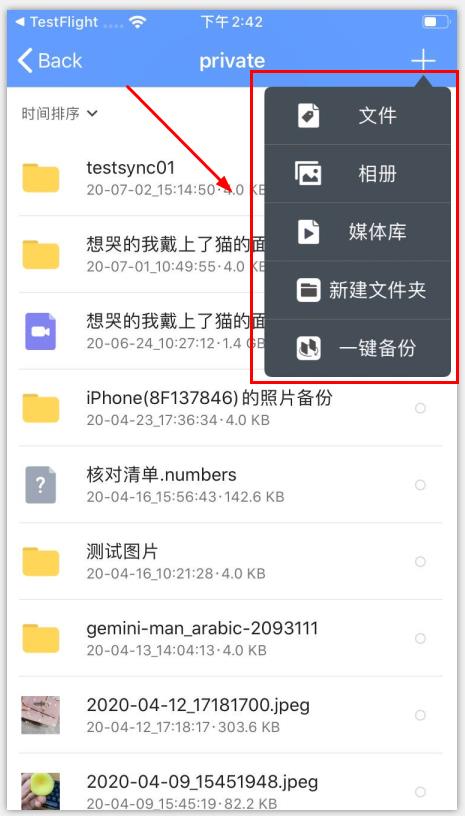 TestFlight
下午2:42
Back
private
时间排序
文件
相册
媒体库
新建文件夹
一键备份
testsync01
20-07-02_15:14:50·4.0 KB
想哭的我戴上了猫的面
20-07-01_10:49:55·4.0 KB
想哭的我戴上了猫的面
20-06-24_10:27:12·1.4 G
iPhone(8F137846)的照片备份
20-04-23_17:36:34·4.0 KB
?
核对清单.numbers
20-04-16_15:56:43·142.6 KB
测试图片
20-04-16_10:21:28·4.0 KB
gemini-man_arabic-2093111
20-04-13_14:04:13·4.0 KB
2020-04-12_17181700.jpeg
20-04-12_17:18:17·303.6 KB
2020-04-09_15451948.jpeg
20-04-09_15:45:19·82.2 KB